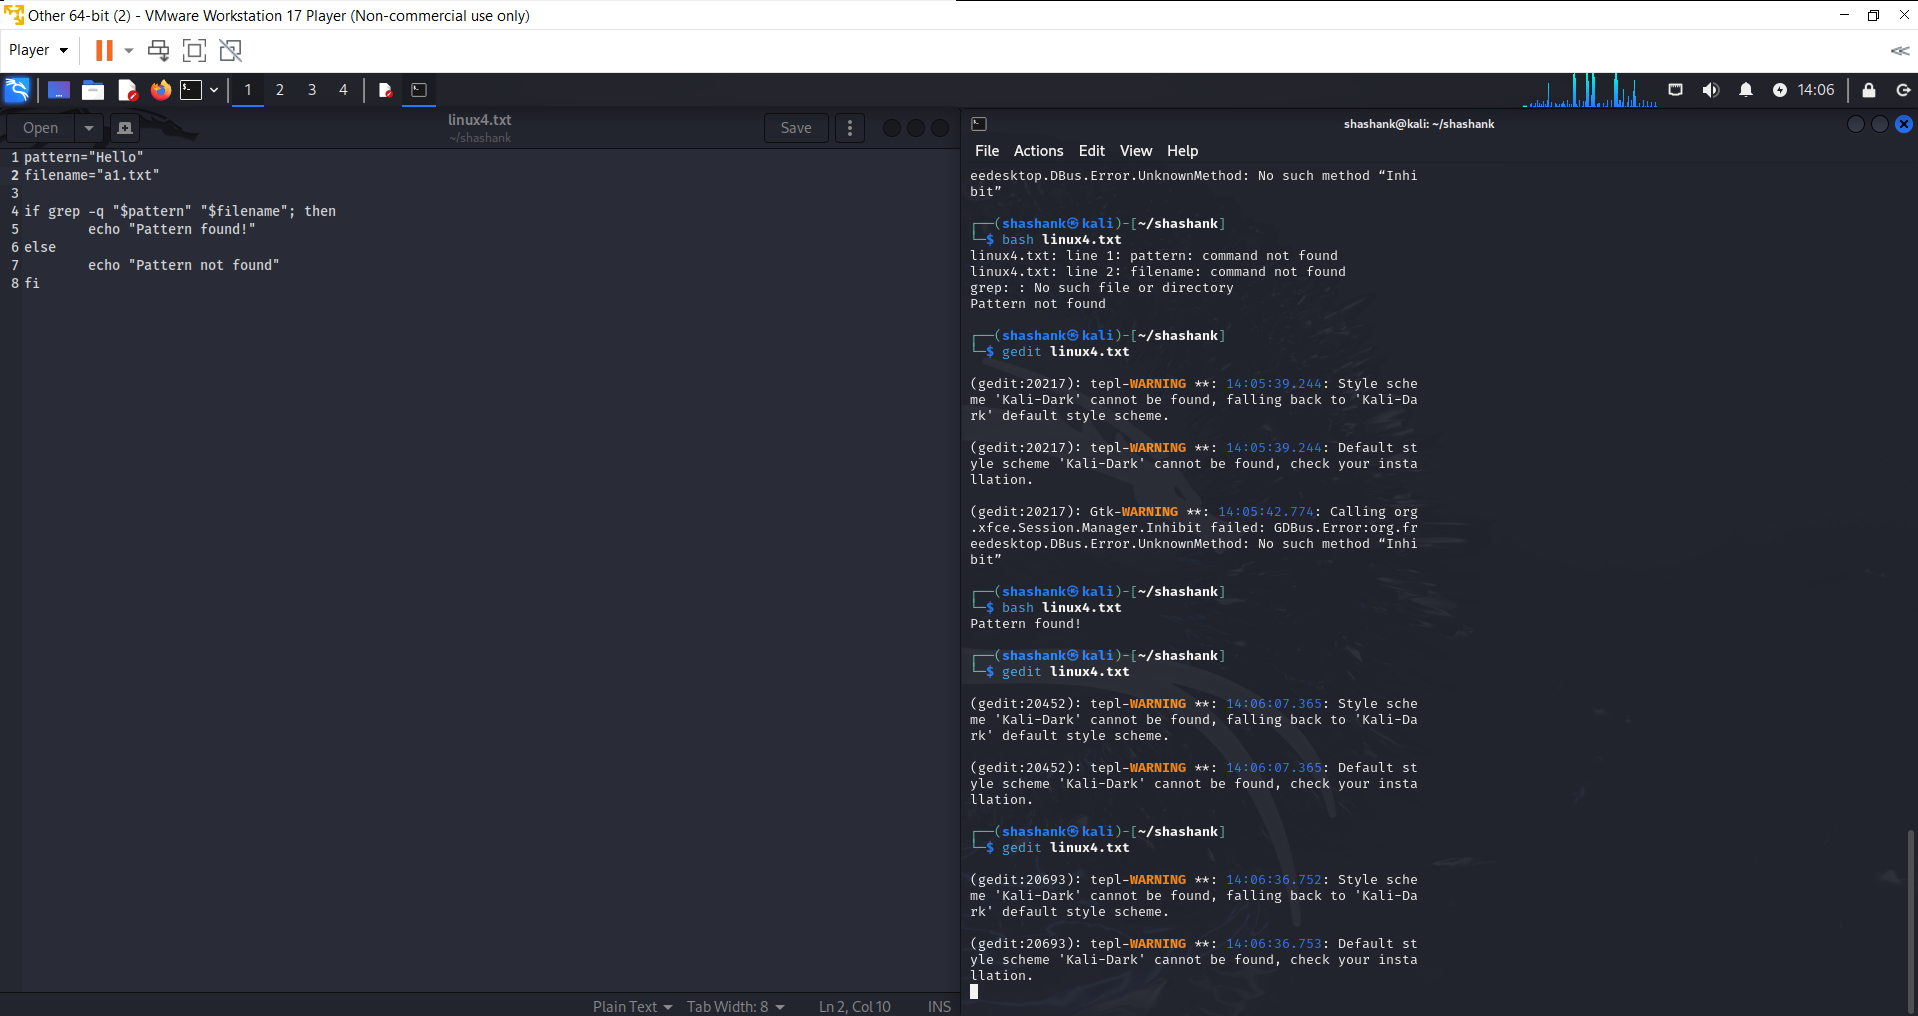 Other 64-bit (2) - VMware Workstation 17 Player (Non-commercial use only)
Player
1 2 3 4
14:06
Open
linux4.txt
~/shashank
Save
1 pattern="Hello"
2 filename="a1.txt"
3
4 if grep -q "$pattern" "$filename"; then
5 echo "Pattern found!"
6 else
7 echo "Pattern not found"
8 fi
Plain Text Tab Width: 8 Ln 2, Col 10 INS
shashank@kali: ~/shashank
File Actions Edit View Help
eedesktop.DBus.Error.UnknownMethod: No such method “Inhi
bit”
┌──(shashank㉿kali)-[~/shashank]
└─$ bash linux4.txt
linux4.txt: line 1: pattern: command not found
linux4.txt: line 2: filename: command not found
grep: : No such file or directory
Pattern not found
┌──(shashank㉿kali)-[~/shashank]
└─$ gedit linux4.txt
(gedit:20217): tepl-WARNING **: 14:05:39.244: Style sche
me 'Kali-Dark' cannot be found, falling back to 'Kali-Da
rk' default style scheme.
(gedit:20217): tepl-WARNING **: 14:05:39.244: Default st
yle scheme 'Kali-Dark' cannot be found, check your insta
llation.
(gedit:20217): Gtk-WARNING **: 14:05:42.774: Calling org
.xfce.Session.Manager.Inhibit failed: GDBus.Error:org.fr
eedesktop.DBus.Error.UnknownMethod: No such method “Inhi
bit”
┌──(shashank㉿kali)-[~/shashank]
└─$ bash linux4.txt
Pattern found!
┌──(shashank㉿kali)-[~/shashank]
└─$ gedit linux4.txt
(gedit:20452): tepl-WARNING **: 14:06:07.365: Style sche
me 'Kali-Dark' cannot be found, falling back to 'Kali-Da
rk' default style scheme.
(gedit:20452): tepl-WARNING **: 14:06:07.365: Default st
yle scheme 'Kali-Dark' cannot be found, check your insta
llation.
┌──(shashank㉿kali)-[~/shashank]
└─$ gedit linux4.txt
(gedit:20693): tepl-WARNING **: 14:06:36.752: Style sche
me 'Kali-Dark' cannot be found, falling back to 'Kali-Da
rk' default style scheme.
(gedit:20693): tepl-WARNING **: 14:06:36.753: Default st
yle scheme 'Kali-Dark' cannot be found, check your insta
llation.